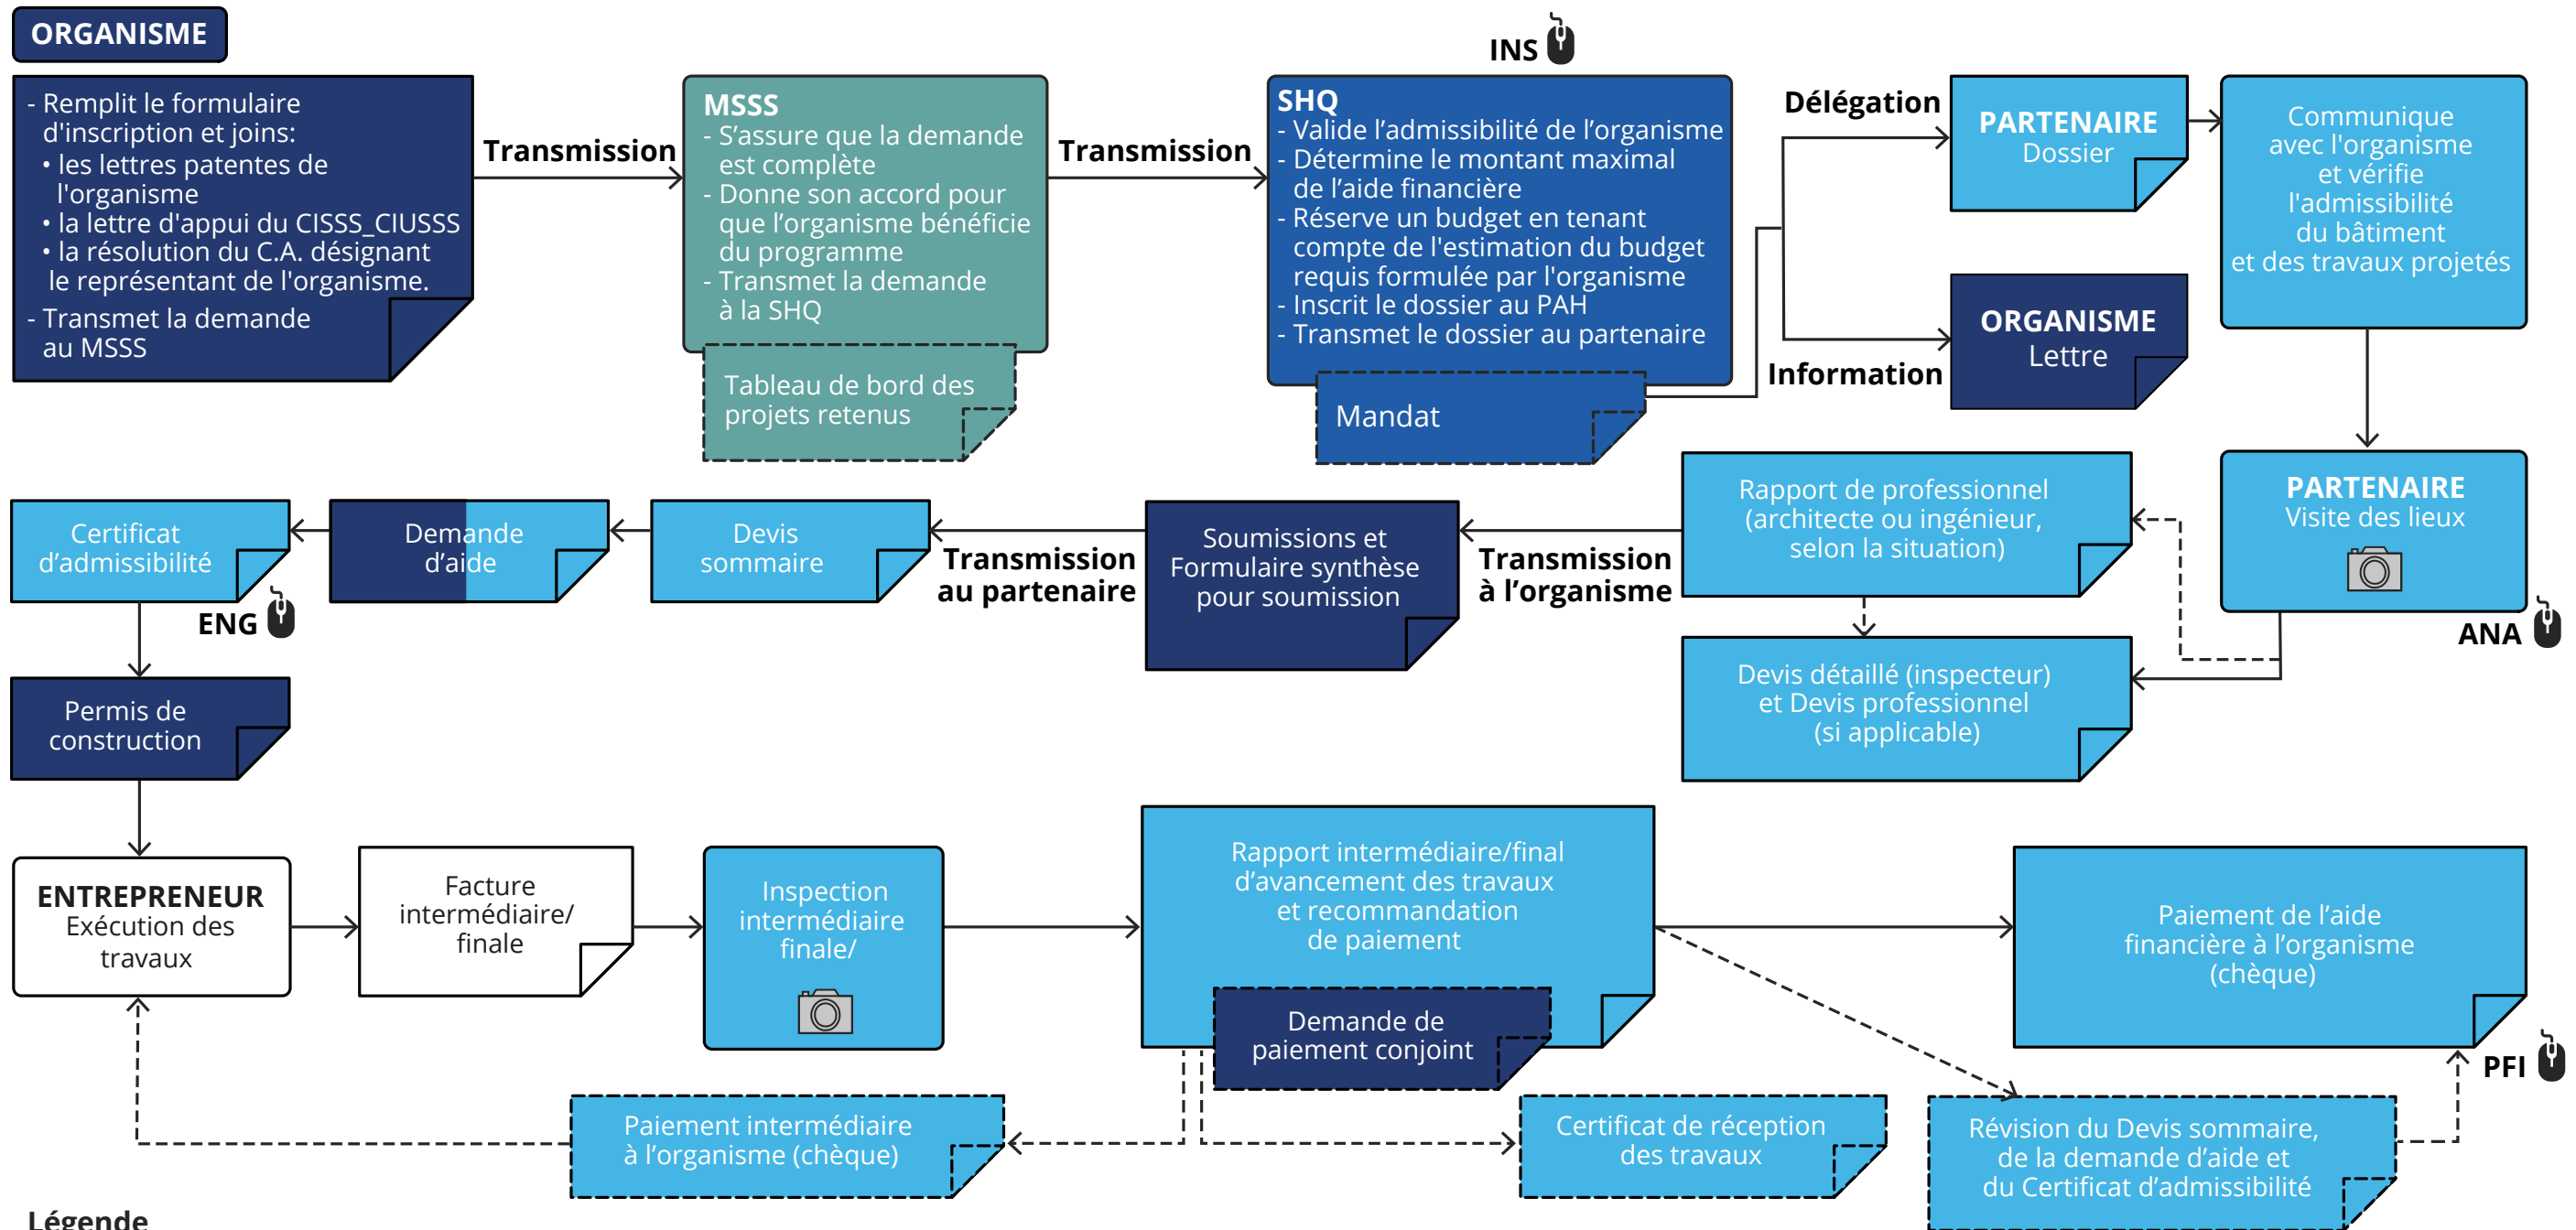 ORGANISME
- Remplit le formulaire
d'inscription et joins:
• les lettres patentes de
l'organisme
• la lettre d'appui du CISSS_CIUSSS
• la résolution du C.A. désignant
le représentant de l'organisme.
- Transmet la demande
au MSSS
Transmission
MSSS
- S'assure que la demande
est complète
- Donne son accord pour
que l'organisme bénéficie
du programme
- Transmet la demande
à la SHQ
Tableau de bord des
projets retenus
Transmission
INS
SHQ
- Valide l'admissibilité de l'organisme
- Détermine le montant maximal
de l'aide financière
- Réserve un budget en tenant
compte de l'estimation du budget
requis formulée par l'organisme
- Inscrit le dossier au PAH
- Transmet le dossier au partenaire
Mandat
Délégation
PARTENAIRE
Dossier
Information
ORGANISME
Lettre
Communique
avec l'organisme
et vérifie
l'admissibilité
du bâtiment
et des travaux projetés
PARTENAIRE
Visite des lieux
ANA
Rapport de professionnel
(architecte ou ingénieur,
selon la situation)
Devis détaillé (inspecteur)
et Devis professionnel
(si applicable)
Transmission
à l'organisme
Soumissions et
Formulaire synthèse
pour soumission
Transmission
au partenaire
Devis
sommaire
Demande
d'aide
Certificat
d'admissibilité
ENG
Permis de
construction
ENTREPRENEUR
Exécution des
travaux
Facture
intermédiaire/
finale
Inspection
intermédiaire
finale/
Rapport intermédiaire/final
d'avancement des travaux
et recommandation
de paiement
Demande de
paiement conjoint
Paiement de l'aide
financière à l'organisme
(chèque)
PFI
Paiement intermédiaire
à l'organisme (chèque)
Certificat de réception
des travaux
Révision du Devis sommaire,
de la demande d'aide et
du Certificat d'admissibilité
Légende